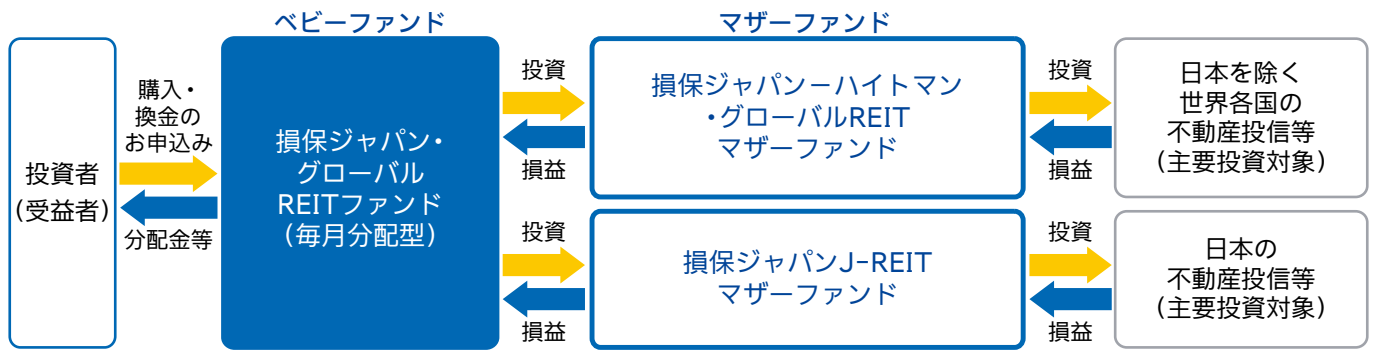 ベビーファンド
マザーファンド
投資者
（受益者）
購入・
換金の
お申込み
分配金等
損保ジャパン・
グローバル
REITファンド
（毎月分配型）
投資
損益
損保ジャパン－ハイトマン
・グローバルREIT
マザーファンド
投資
損益
日本を除く
世界各国の
不動産投信等
（主要投資対象）
投資
損益
損保ジャパンJ－REIT
マザーファンド
投資
損益
日本の
不動産投信等
（主要投資対象）